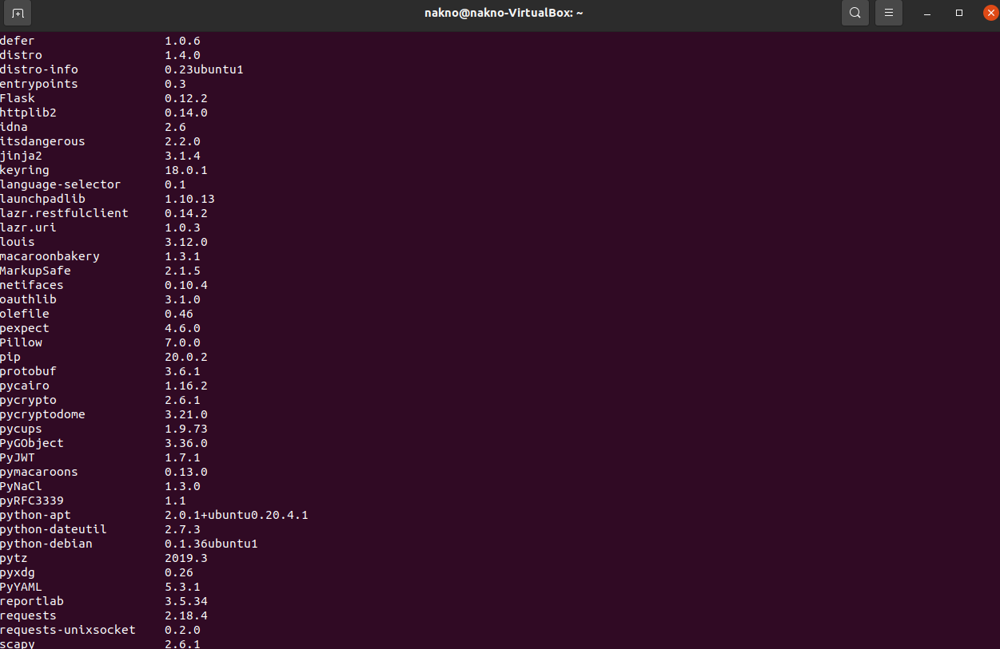 nakno@nakno-VirtualBox: ~
defer 1.0.6
distro 1.4.0
distro-info 0.23ubuntu1
entrypoints 0.3
Flask 0.12.2
httplib2 0.14.0
idna 2.6
itsdangerous 2.2.0
jinja2 3.1.4
keyring 18.0.1
language-selector 0.1
launchpadlib 1.10.13
lazr.restfulclient 0.14.2
lazr.uri 1.0.3
louis 3.12.0
macaroonbakery 1.3.1
MarkupSafe 2.1.5
netifaces 0.10.4
oauthlib 3.1.0
olefile 0.46
pexpect 4.6.0
Pillow 7.0.0
pip 20.0.2
protobuf 3.6.1
pycairo 1.16.2
pycrypto 2.6.1
pycryptodome 3.21.0
pycups 1.9.73
PyGObject 3.36.0
PyJWT 1.7.1
pymacaroons 0.13.0
PyNaCl 1.3.0
pyRFC3339 1.1
python-apt 2.0.1+ubuntu0.20.4.1
python-dateutil 2.7.3
python-debian 0.1.36ubuntu1
pytz 2019.3
pyxdg 0.26
PyYAML 5.3.1
reportlab 3.5.34
requests 2.18.4
requests-unixsocket 0.2.0
scapy 2.6.1